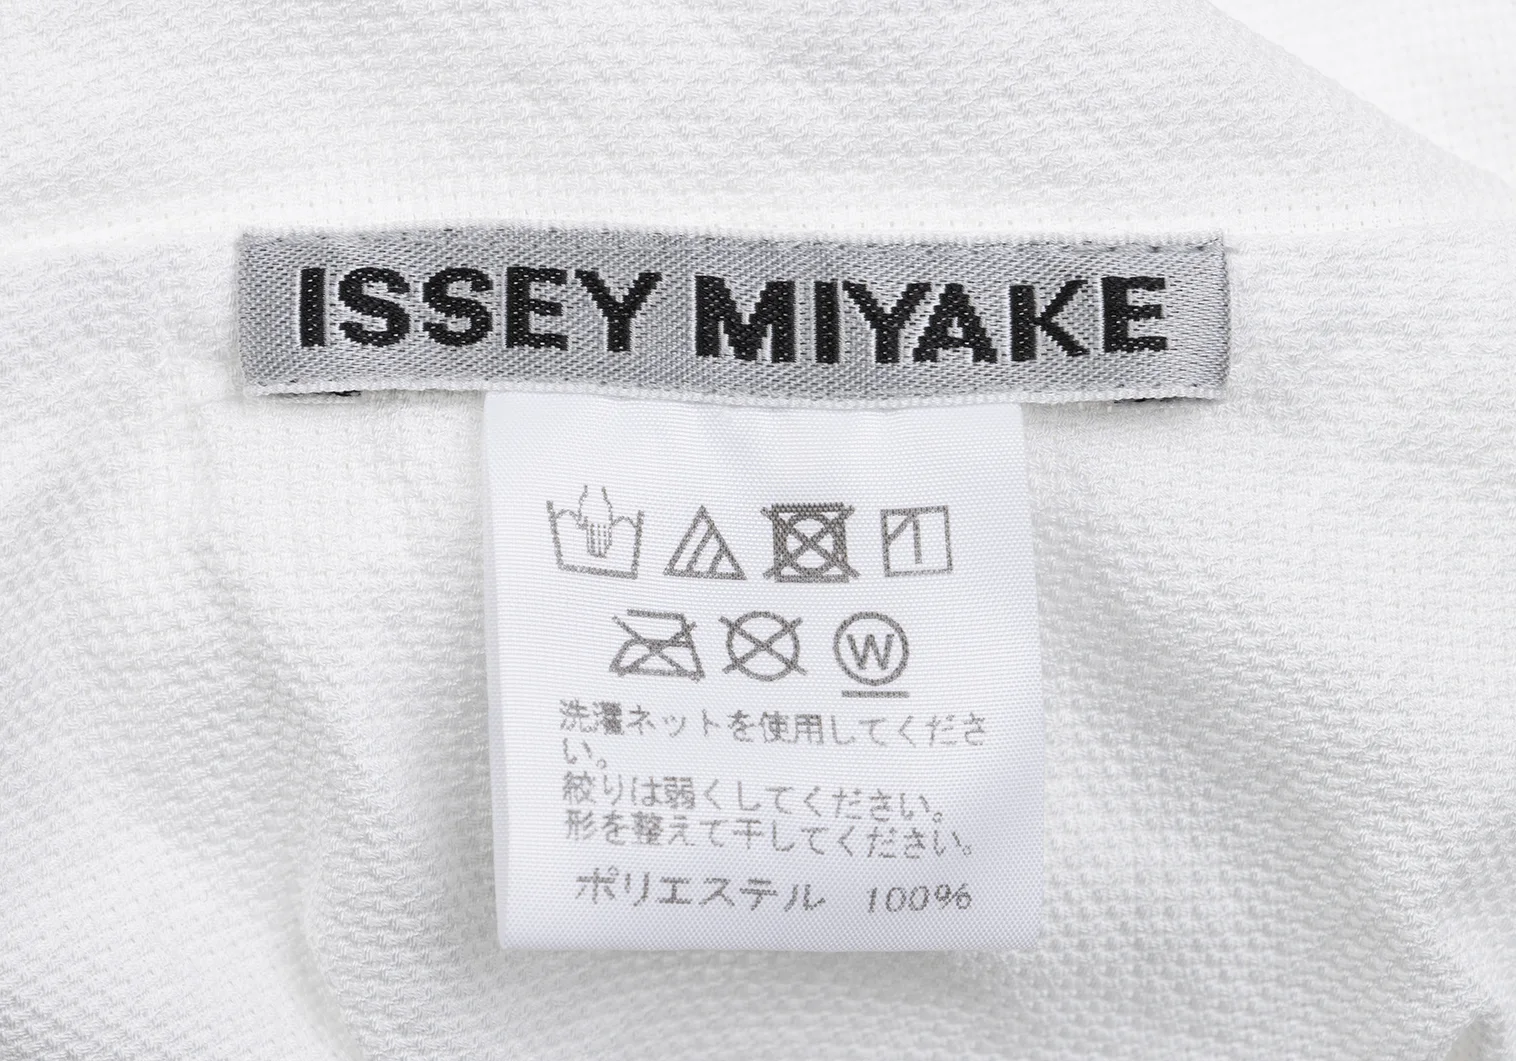 ISSEY MIYAKE
W
洗濯ネットを使用してくださ
い。
絞りは弱くしてください。
形を整えて干してください。
ポリエステル 100%